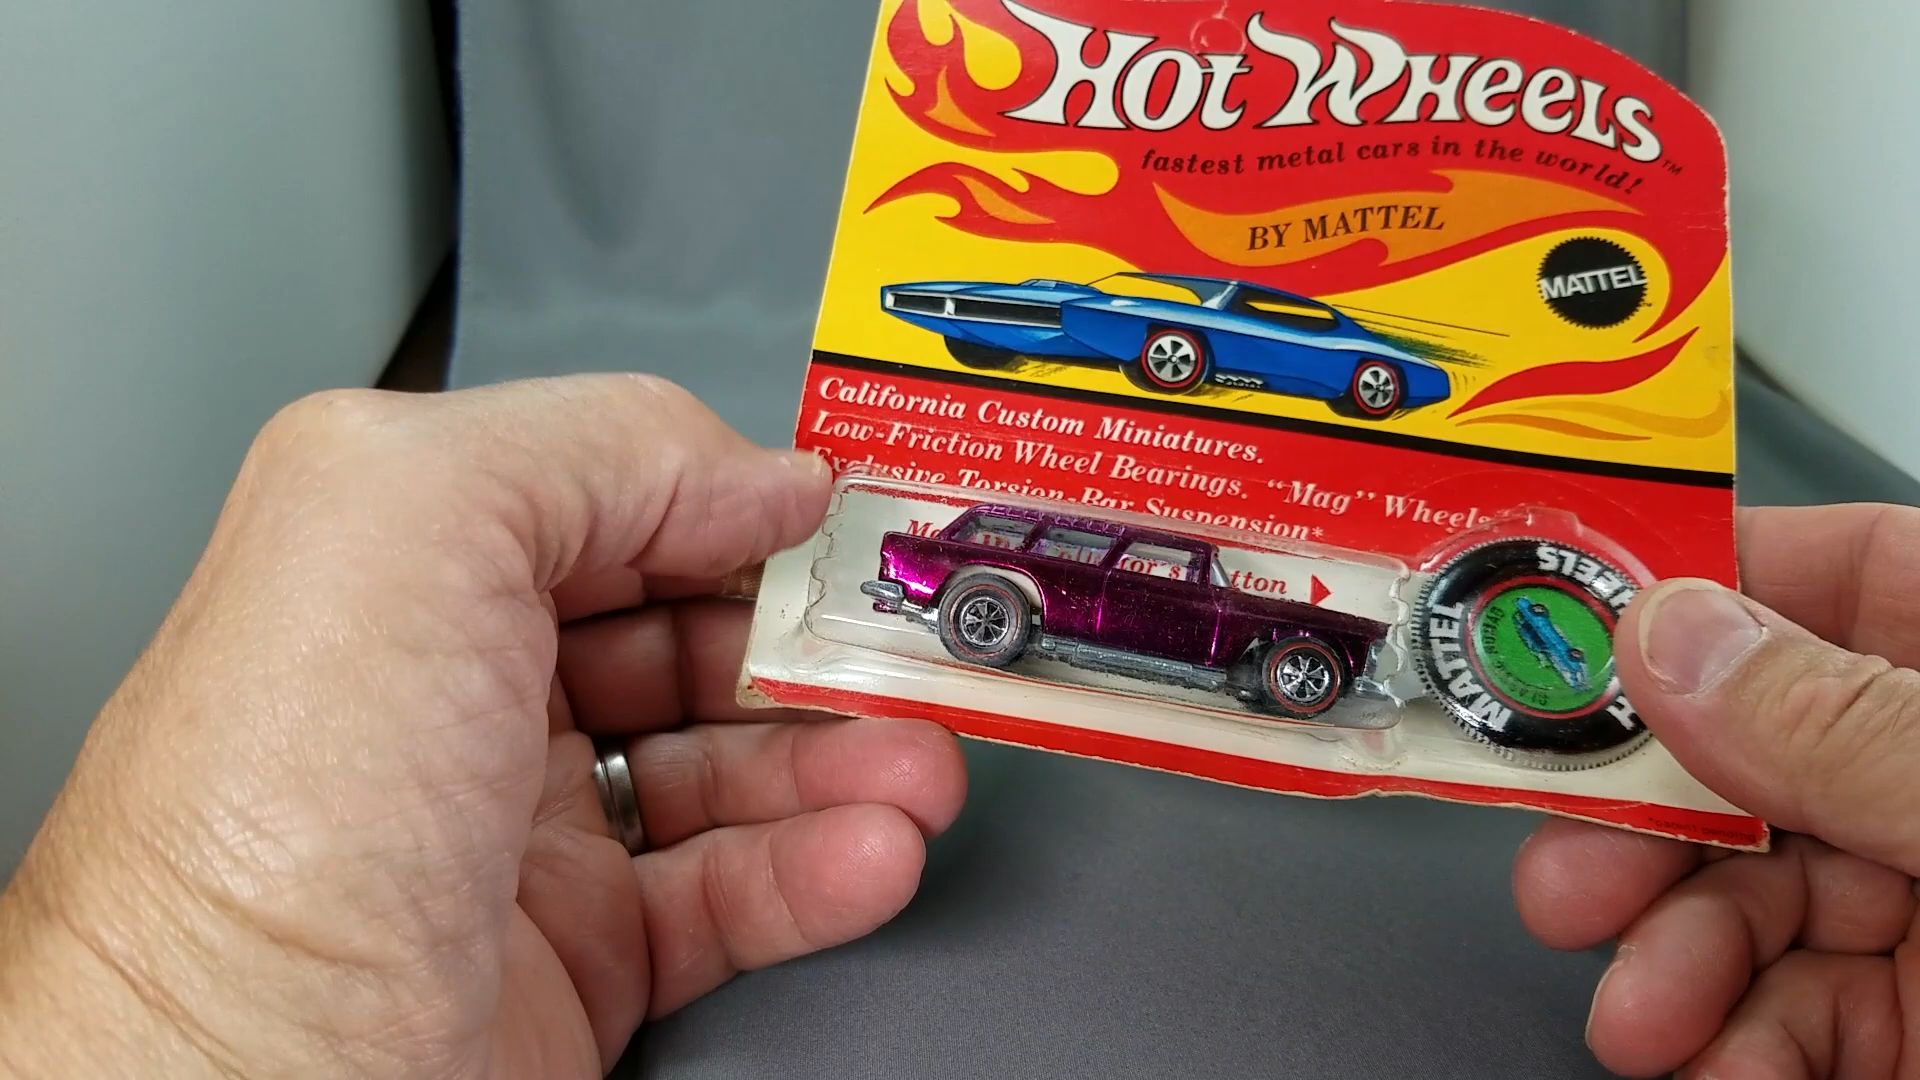 HOT WHEELS™
fastest metal cars in the world!
BY MATTEL
MATTEL
California Custom Miniatures.
Low-Friction Wheel Bearings. “Mag” Wheels.
Exclusive Torsion-Bar Suspension*
MATTEL
WHEELS